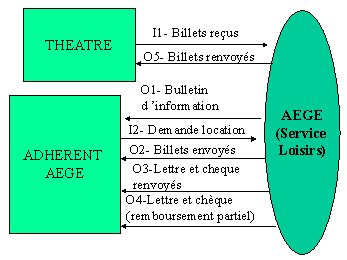 THEATRE
I1- Billets reçus
O5- Billets renvoyés
O1- Bulletin
d'information
I2- Demande location
O2- Billets envoyés
O3-Lettre et cheque
renvoyés
O4-Lettre et chèque
(remboursement partiel)
ADHERENT
AEGE
AEGE
(Service
Loisirs)